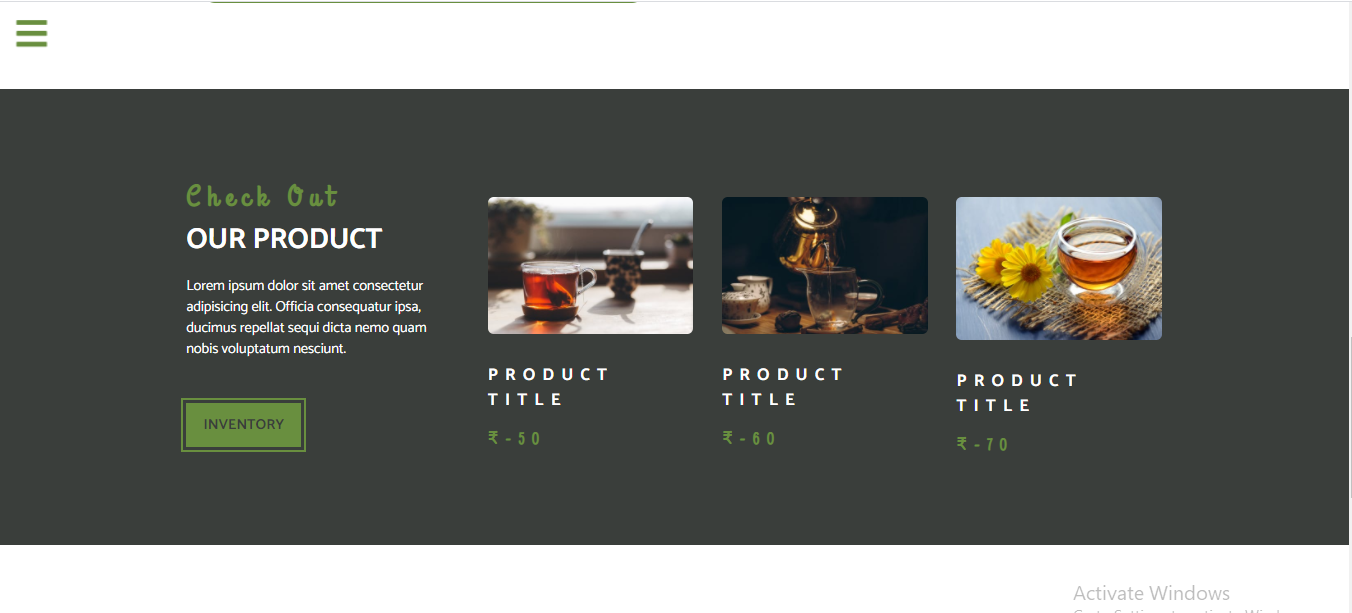 Check Out
OUR PRODUCT
Lorem ipsum dolor sit amet consectetur
adipisicing elit. Officia consequatur ipsa,
ducimus repellat sequi dicta nemo quam
nobis voluptatum nesciunt.
INVENTORY
PRODUCT
TITLE
₹-50
PRODUCT
TITLE
₹-60
PRODUCT
TITLE
₹-70
Activate Windows